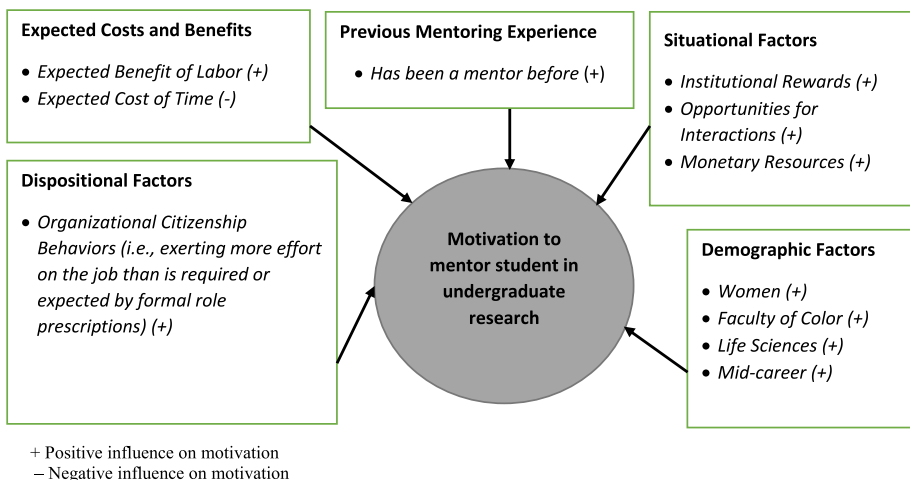 Expected Costs and Benefits
• Expected Benefit of Labor (+)
• Expected Cost of Time (-)
Previous Mentoring Experience
• Has been a mentor before (+)
Situational Factors
• Institutional Rewards (+)
• Opportunities for
Interactions (+)
• Monetary Resources (+)
Dispositional Factors
• Organizational Citizenship
Behaviors (i.e., exerting more effort
on the job than is required or
expected by formal role
prescriptions) (+)
Motivation to
mentor student in
undergraduate
research
Demographic Factors
• Women (+)
• Faculty of Color (+)
• Life Sciences (+)
• Mid-career (+)
+ Positive influence on motivation
– Negative influence on motivation